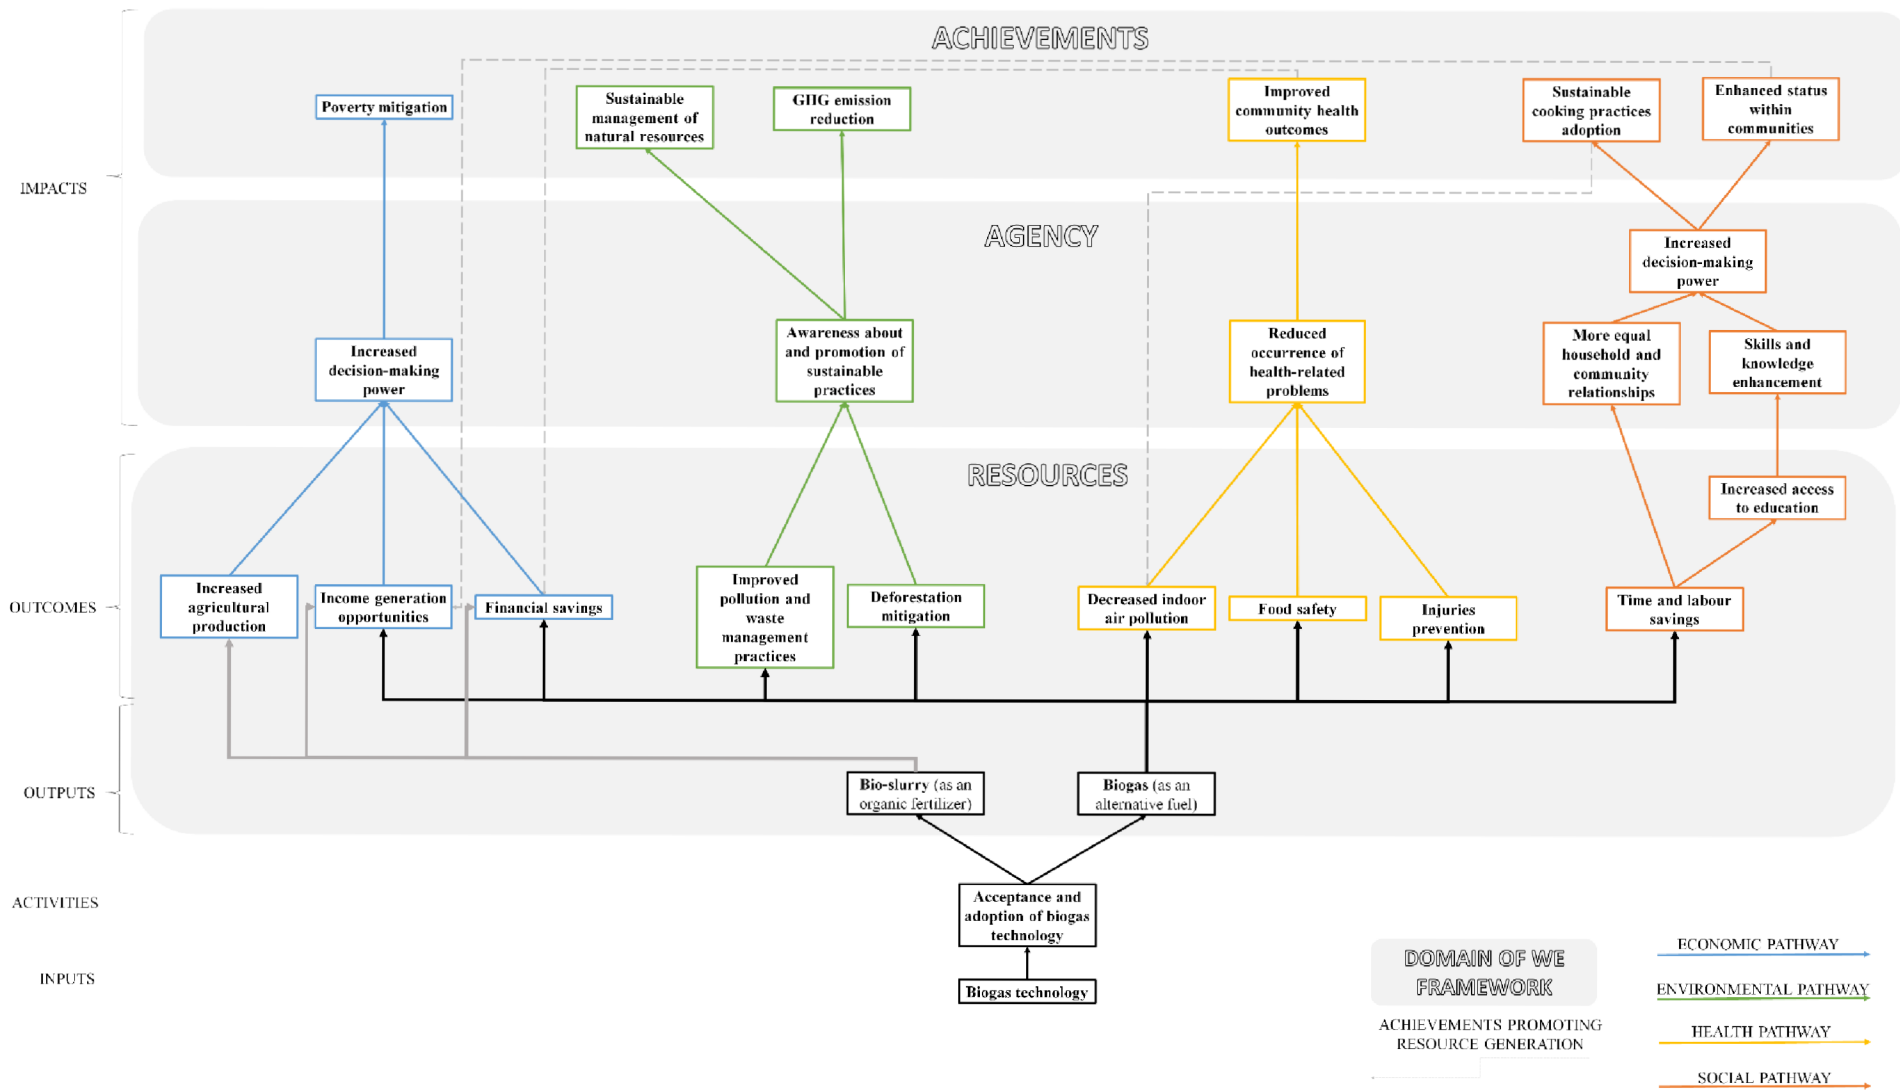 ACHIEVEMENTS
Poverty mitigation
Sustainable
management of
natural resources
GHG emission
reduction
Improved
community health
outcomes
Sustainable
cooking practices
adoption
Enhanced status
within
communities
IMPACTS
AGENCY
Increased
decision-making
power
Increased
decision-making
power
Awareness about
and promotion of
sustainable
practices
Reduced
occurrence of
health-related
problems
More equal
household and
community
relationships
Skills and
knowledge
enhancement
RESOURCES
Increased access
to education
OUTCOMES
Increased
agricultural
production
Income generation
opportunities
Financial savings
Improved
pollution and
waste
management
practices
Deforestation
mitigation
Decreased indoor
air pollution
Food safety
Injuries
prevention
Time and labour
savings
OUTPUTS
Bio-slurry (as an
organic fertilizer)
Biogas (as an
alternative fuel)
ACTIVITIES
Acceptance and
adoption of biogas
technology
INPUTS
Biogas technology
DOMAIN OF WE
FRAMEWORK
ACHIEVEMENTS PROMOTING
RESOURCE GENERATION
ECONOMIC PATHWAY
ENVIRONMENTAL PATHWAY
HEALTH PATHWAY
SOCIAL PATHWAY